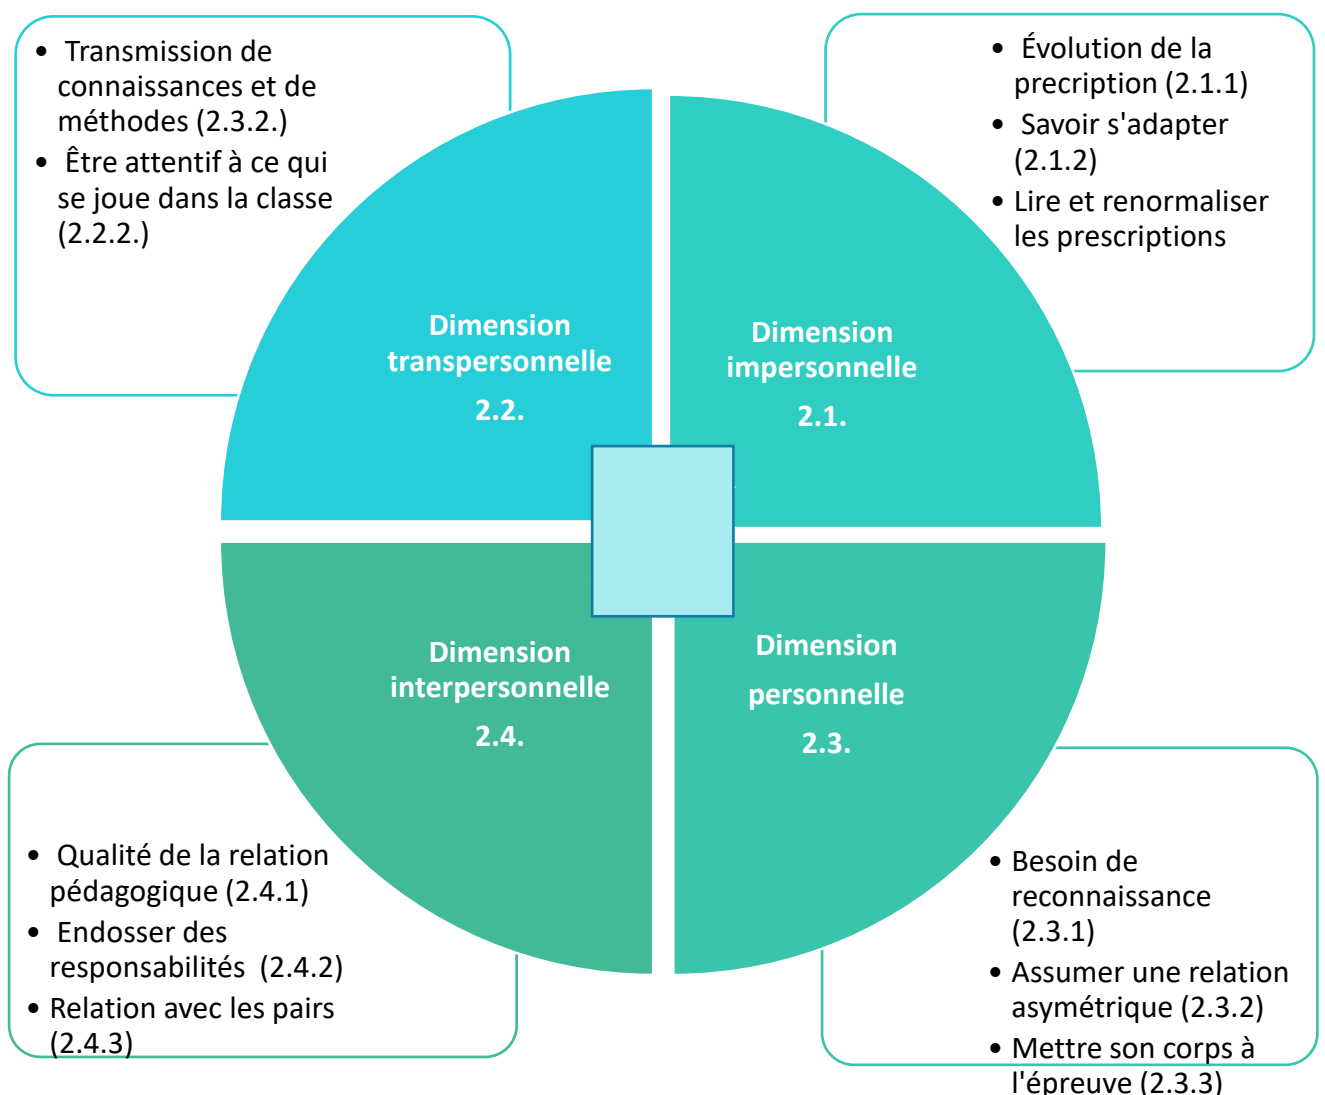 • Transmission de
connaissances et de
méthodes (2.3.2.)
• Être attentif à ce qui
se joue dans la classe
(2.2.2.)
• Évolution de la
precription (2.1.1)
• Savoir s'adapter
(2.1.2)
• Lire et renormaliser
les prescriptions
Dimension
transpersonnelle
2.2.
Dimension
impersonnelle
2.1.
Dimension
interpersonnelle
2.4.
Dimension
personnelle
2.3.
• Qualité de la relation
pédagogique (2.4.1)
• Endosser des
responsabilités (2.4.2)
• Relation avec les pairs
(2.4.3)
• Besoin de
reconnaissance
(2.3.1)
• Assumer une relation
asymétrique (2.3.2)
• Mettre son corps à
l'épreuve (2.3.3)